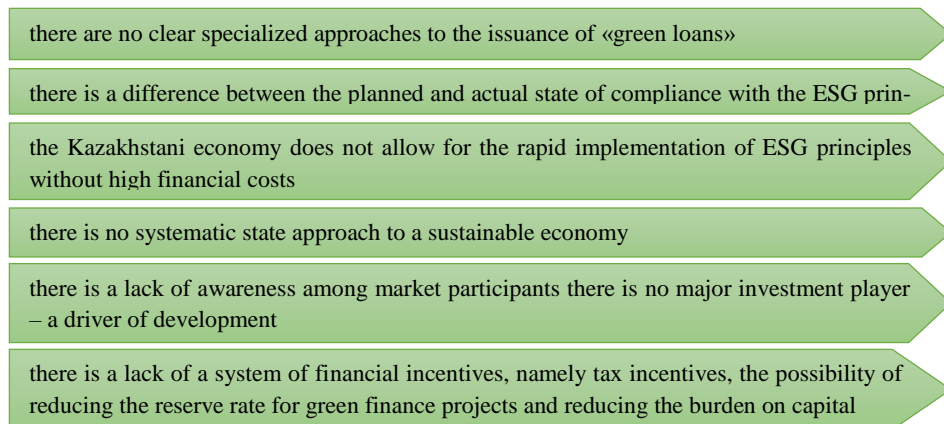 there are no clear specialized approaches to the issuance of «green loans»
there is a difference between the planned and actual state of compliance with the ESG prin-
the Kazakhstani economy does not allow for the rapid implementation of ESG principles
without high financial costs
there is no systematic state approach to a sustainable economy
there is a lack of awareness among market participants there is no major investment player
– a driver of development
there is a lack of a system of financial incentives, namely tax incentives, the possibility of
reducing the reserve rate for green finance projects and reducing the burden on capital